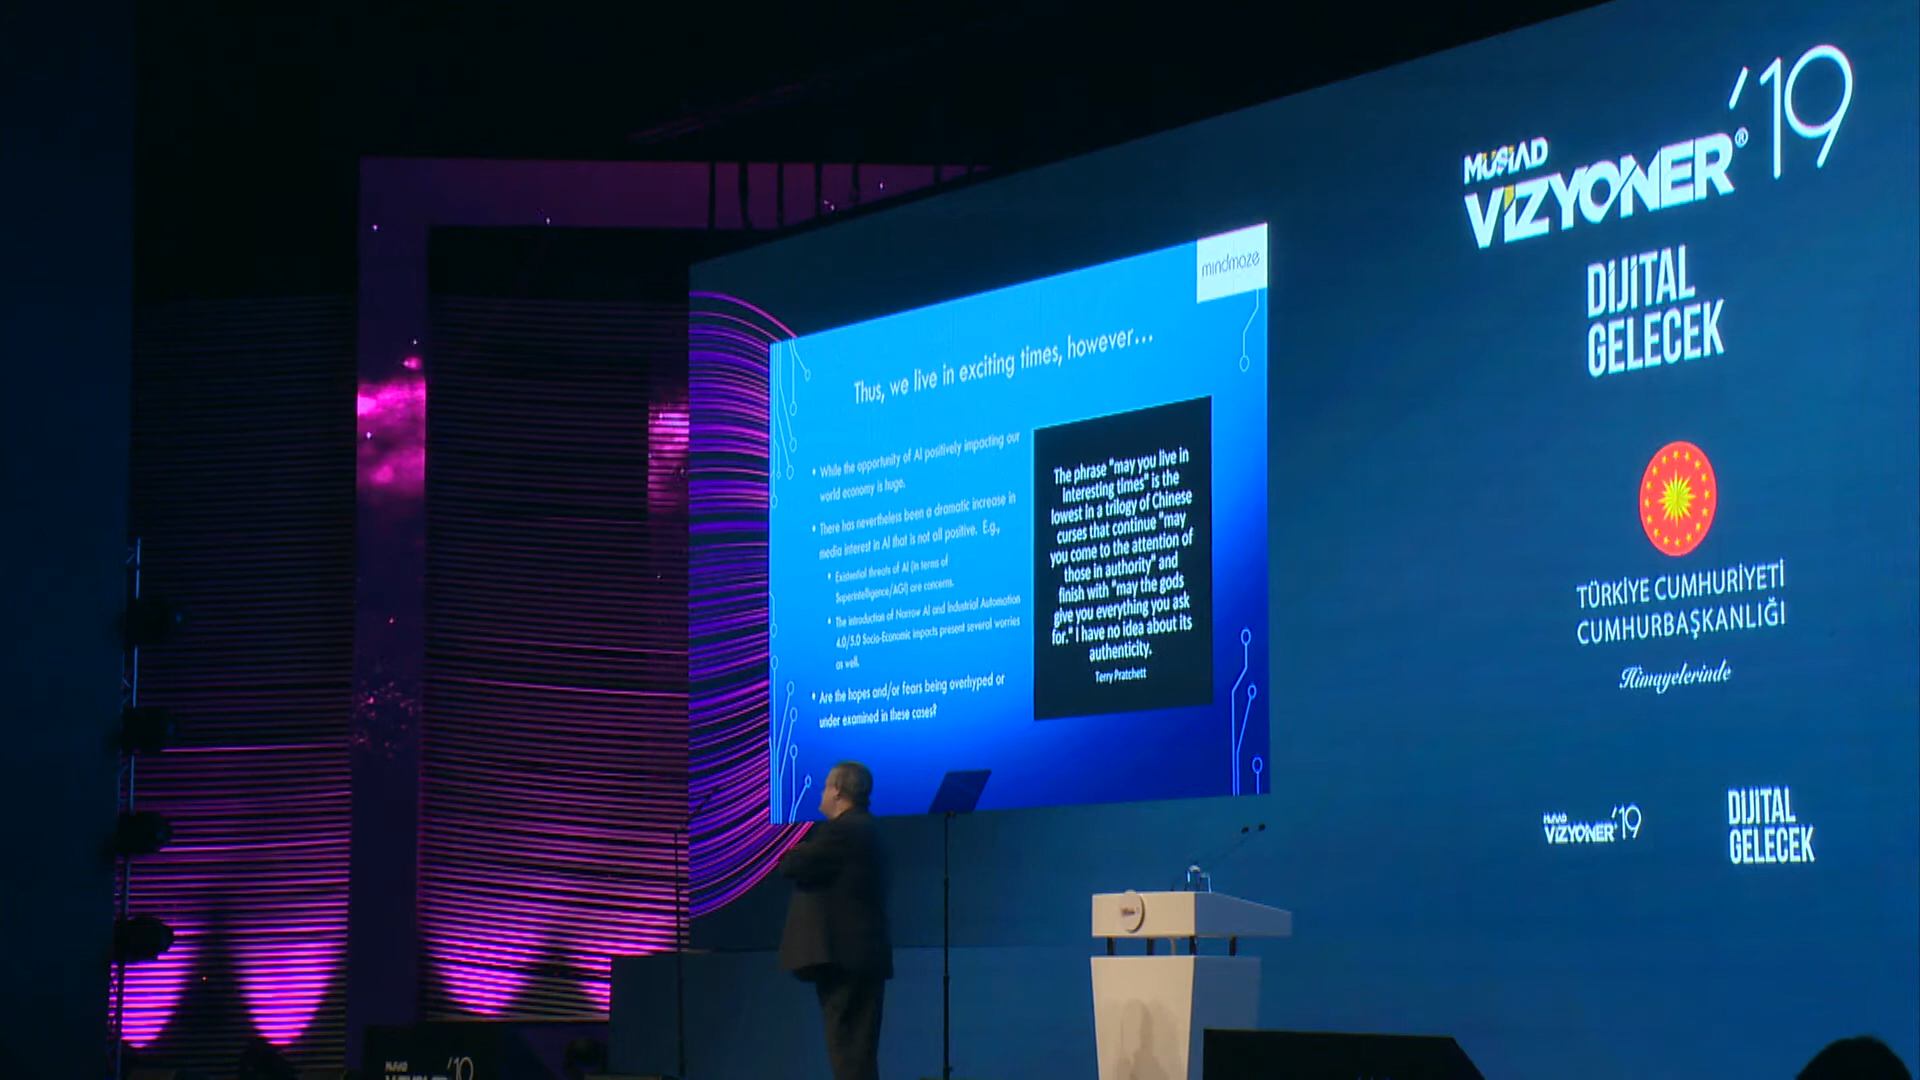 mindmaze
Thus, we live in exciting times, however...
• While the opportunity of AI positively impacting our
world economy is huge.
• There has nevertheless been a dramatic increase in
media interest in AI that is not all positive. E.g.,
• Existential threats of AI (in terms of
Superintelligence/AGI) are concerns.
• The introduction of Narrow AI and Industrial Automation
4.0/5.0 Socio-Economic impacts present several worries
as well.
• Are the hopes and/or fears being overhyped or
under examined in these cases?
The phrase "may you live in
interesting times" is the
lowest in a trilogy of Chinese
curses that continue "may
you come to the attention of
those in authority" and
finish with "may the gods
give you everything you ask
for." I have no idea about its
authenticity.
Terry Pratchett
MÜSİAD
VİZYONER® '19
DİJİTAL
GELECEK
TÜRKİYE CUMHURİYETİ
CUMHURBAŞKANLIĞI
Himayelerinde
MÜSİAD
VİZYONER '19
DİJİTAL
GELECEK
MÜSİAD
VİZYONER '19